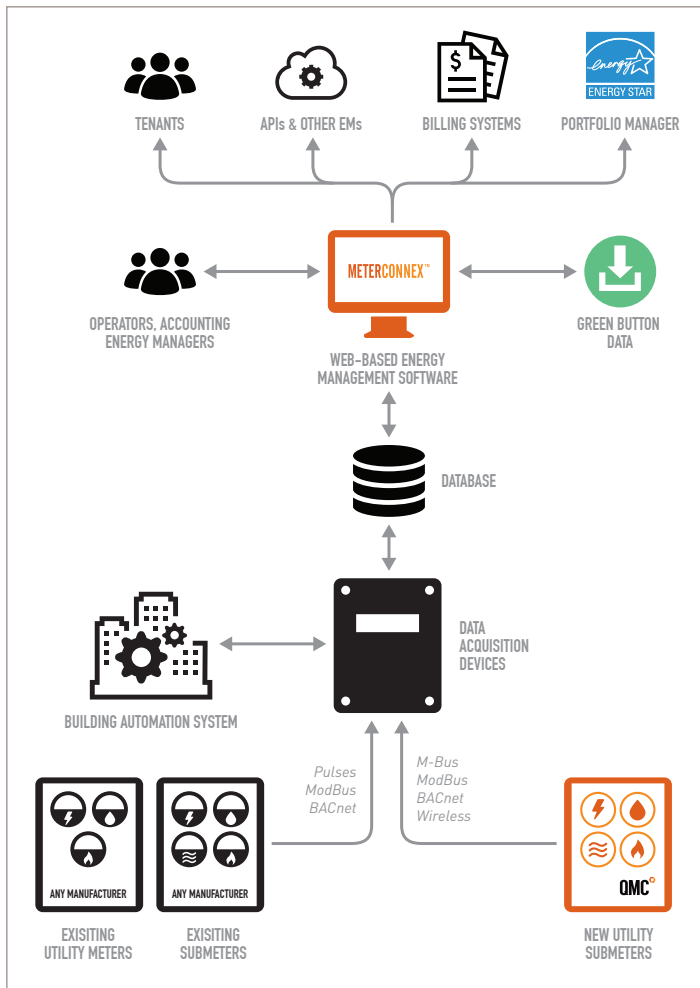 energy
ENERGY STAR
TENANTS
APIs & OTHER EMs
$
BILLING SYSTEMS
PORTFOLIO MANAGER
METERCONNEX™
OPERATORS, ACCOUNTING
ENERGY MANAGERS
GREEN BUTTON
DATA
WEB-BASED ENERGY
MANAGEMENT SOFTWARE
DATABASE
DATA
ACQUISITION
DEVICES
BUILDING AUTOMATION SYSTEM
Pulses
ModBus
BACnet
M-Bus
ModBus
BACnet
Wireless
ANY MANUFACTURER
ANY MANUFACTURER
QMC
EXISITING
UTILITY METERS
EXISITING
SUBMETERS
NEW UTILITY
SUBMETERS